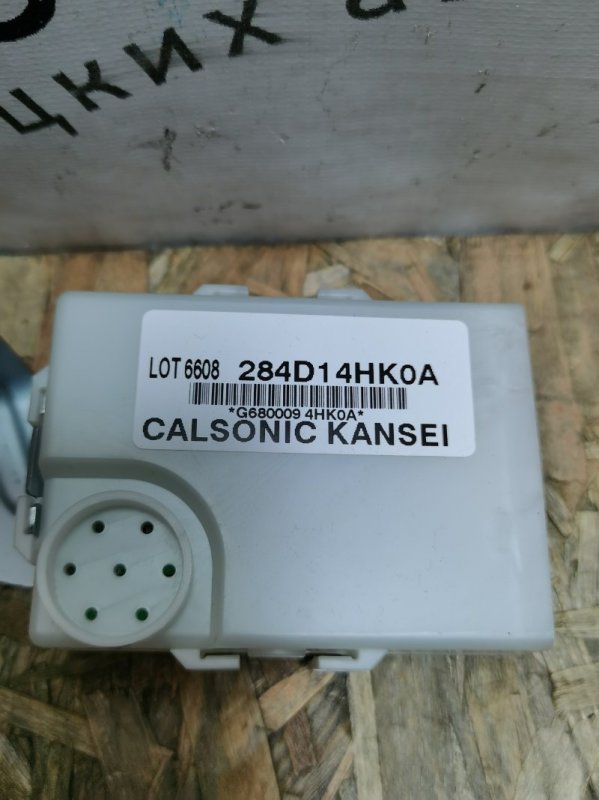 цких а
LOT 6608 284D14HK0A
*G680009 4HK0A*
CALSONIC KANSEI